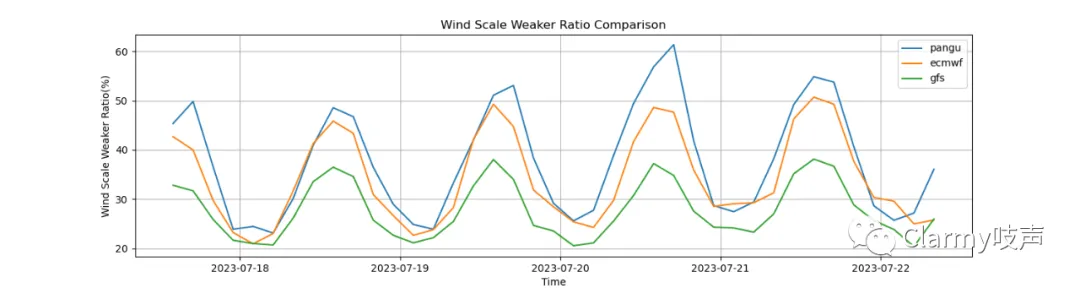 Wind Scale Weaker Ratio Comparison
pangu
ecmwf
gfs
Wind Scale Weaker Ratio(%)
60
50
40
30
20
2023-07-18
2023-07-19
2023-07-20
2023-07-21
2023-07-22
Time
Clarmy吱声